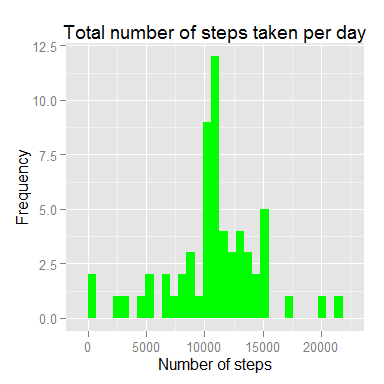 Total number of steps taken per day
12.5
10.0
7.5
5.0
2.5
0.0
Frequency
0 5000 10000 15000 20000
Number of steps